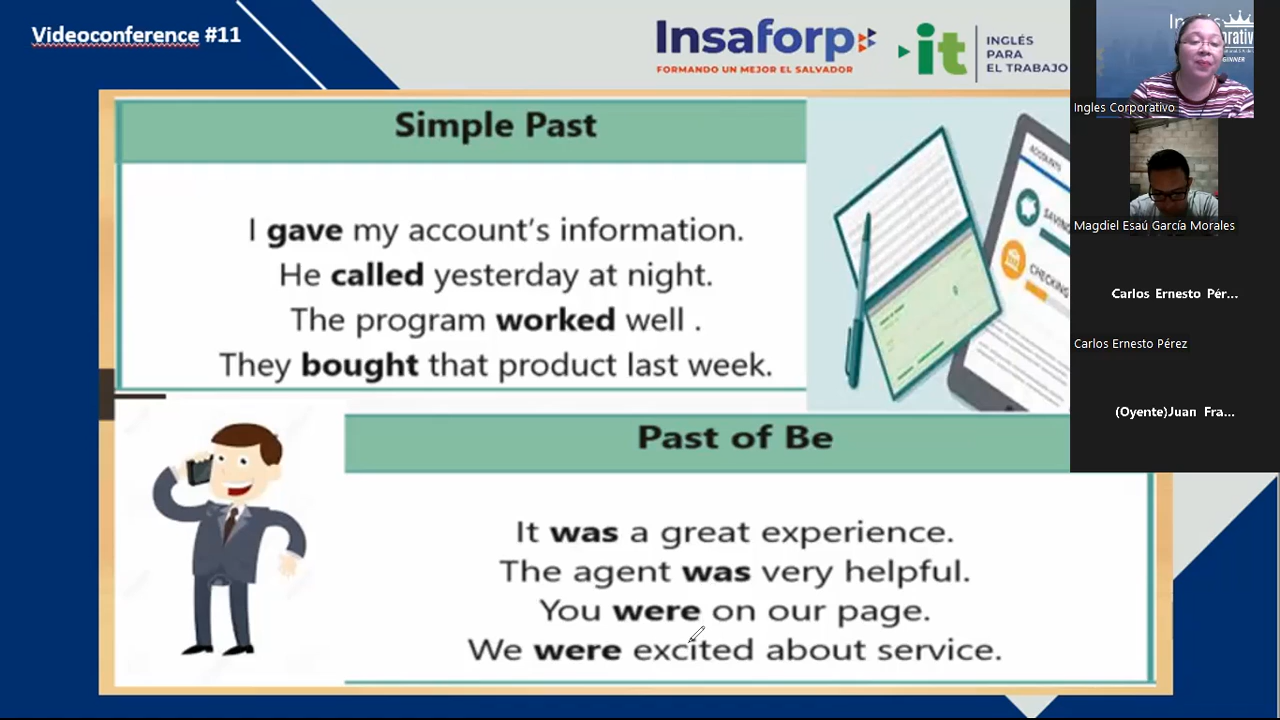 Videoconference #11
Insaforp
FORMANDO UN MEJOR EL SALVADOR
it
INGLÉS
PARA
EL TRABAJO
Ingles Corporativo
Simple Past
I gave my account's information.
He called yesterday at night.
The program worked well .
They bought that product last week.
ACCOUNTS
CHECKING
Magdiel Esaú García Morales
Carlos Ernesto Pér...
Carlos Ernesto Pérez
(Oyente)Juan Fra...
Past of Be
It was a great experience.
The agent was very helpful.
You were on our page.
We were excited about service.